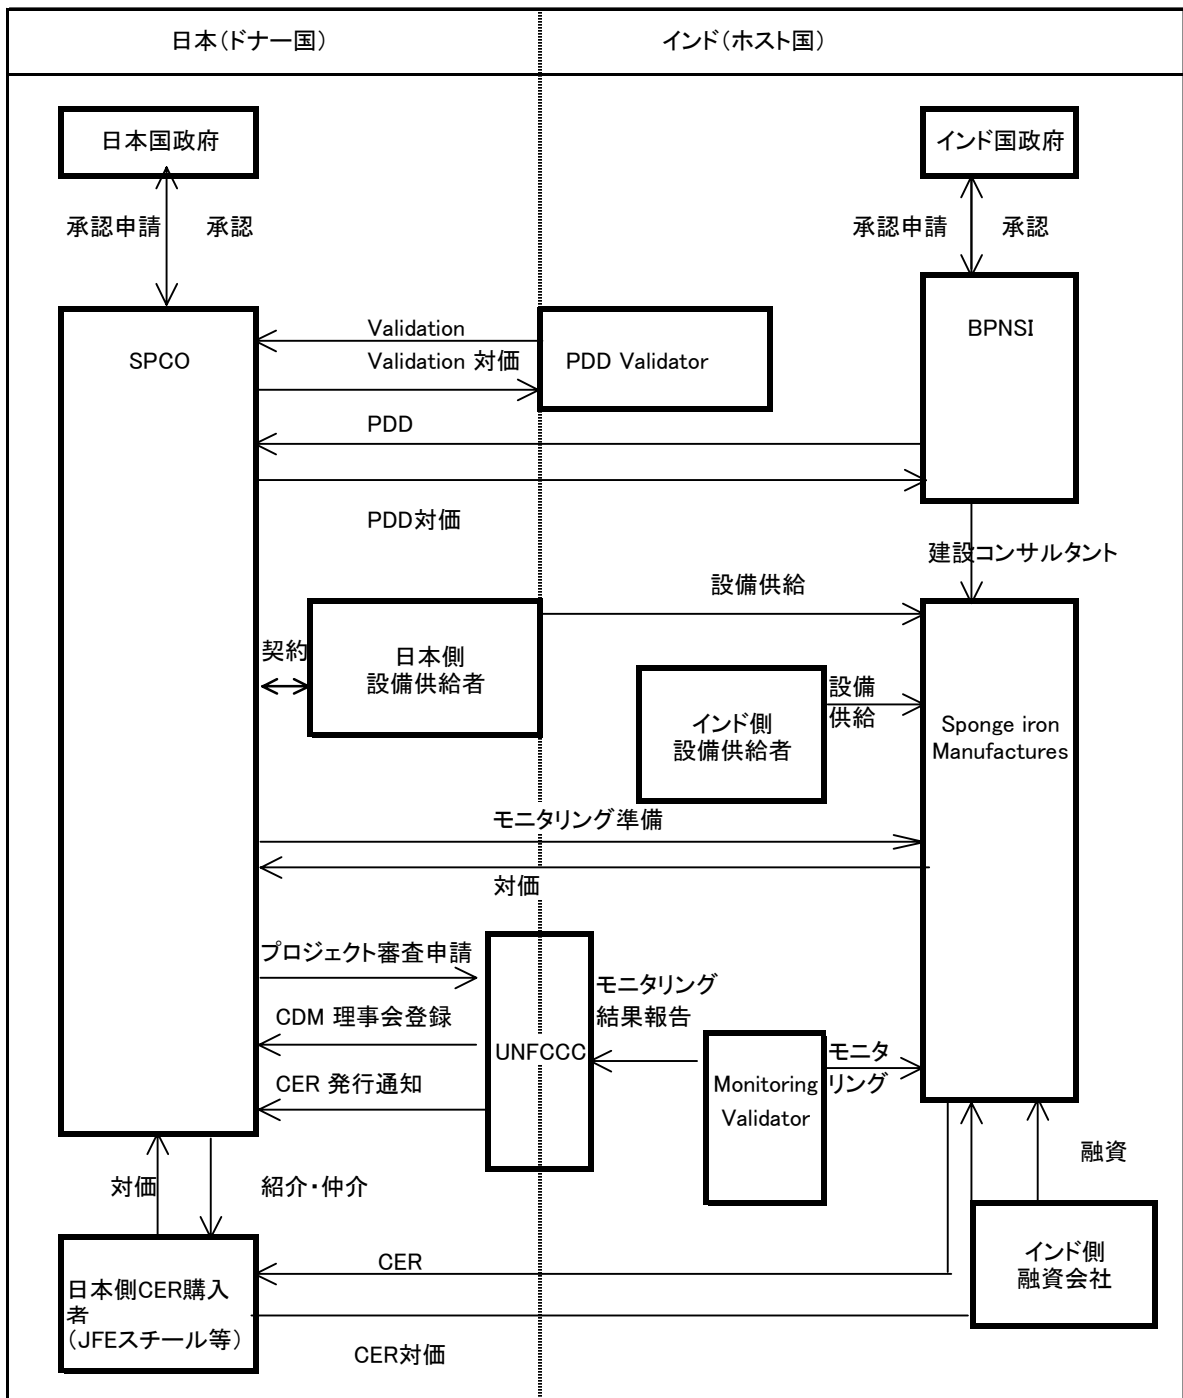 日本(ドナー国)
インド(ホスト国)
日本国政府
インド国政府
承認申請
承認
承認申請
承認
SPCO
Validation
Validation 対価
PDD Validator
BPNSI
PDD
PDD対価
建設コンサルタント
設備供給
契約
日本側
設備供給者
インド側
設備供給者
設備
供給
Sponge iron
Manufactures
モニタリング準備
対価
プロジェクト審査申請
CDM 理事会登録
CER 発行通知
UNFCCC
モニタリング
結果報告
Monitoring
Validator
モニタ
リング
対価
紹介・仲介
融資
日本側CER購入
者
(JFEスチール等)
CER
CER対価
インド側
融資会社